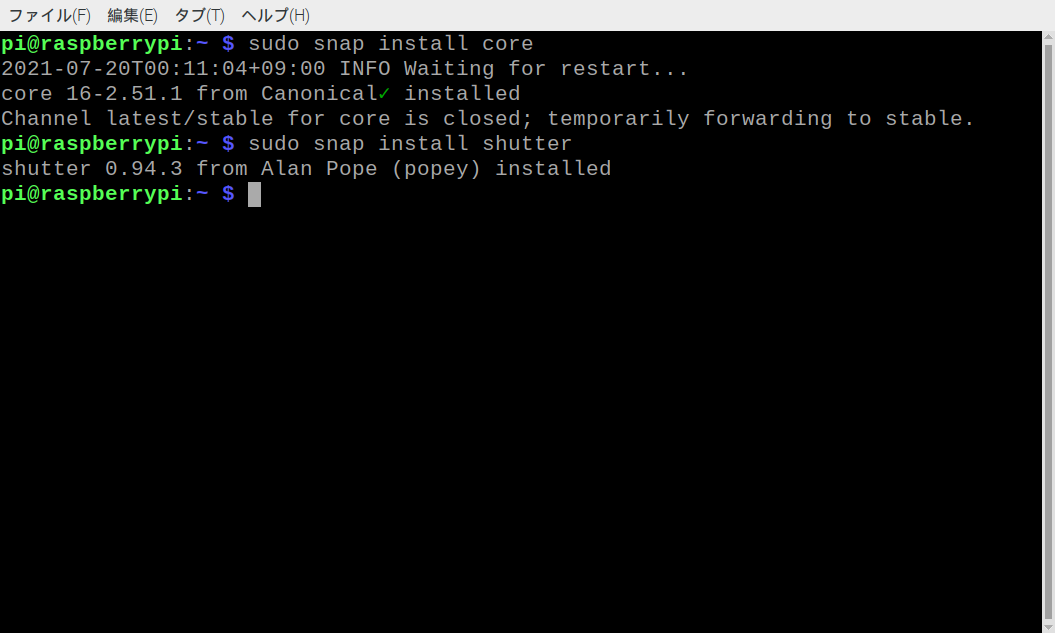 ファイル(F) 編集(E) タブ(T) ヘルプ(H)
pi@raspberrypi:~ $ sudo snap install core
2021-07-20T00:11:04+09:00 INFO Waiting for restart...
core 16-2.51.1 from Canonical✓ installed
Channel latest/stable for core is closed; temporarily forwarding to stable.
pi@raspberrypi:~ $ sudo snap install shutter
shutter 0.94.3 from Alan Pope (popey) installed
pi@raspberrypi:~ $